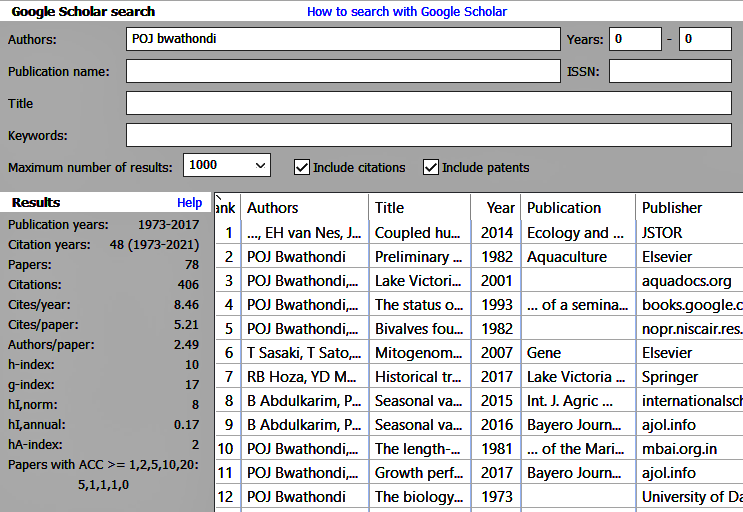 Google Scholar search How to search with Google Scholar
Authors: POJ bwathondi Years: 0 - 0
Publication name: ISSN:
Title
Keywords:
Maximum number of results: 1000 Include citations Include patents
Results Help
Publication years: 1973-2017
Citation years: 48 (1973-2021)
Papers: 78
Citations: 406
Cites/year: 8.46
Cites/paper: 5.21
Authors/paper: 2.49
h-index: 10
g-index: 17
hI,norm: 8
hI,annual: 0.17
hA-index: 2
Papers with ACC >= 1,2,5,10,20:
5,1,1,1,0
ank Authors Title Year Publication Publisher
1 ..., EH van Nes, J... Coupled hu... 2014 Ecology and ... JSTOR
2 POJ Bwathondi Preliminary ... 1982 Aquaculture Elsevier
3 POJ Bwathondi,... Lake Victori... 2001 aquadocs.org
4 POJ Bwathondi,... The status o... 1993 ... of a semina... books.google.c
5 POJ Bwathondi,... Bivalves fou... 1982 nopr.niscair.res.
6 T Sasaki, T Sato,... Mitogenom... 2007 Gene Elsevier
7 RB Hoza, YD M... Historical tr... 2017 Lake Victoria ... Springer
8 B Abdulkarim, P... Seasonal va... 2015 Int. J. Agric ... internationalsch
9 B Abdulkarim, P... Seasonal va... 2016 Bayero Journ... ajol.info
10 POJ Bwathondi,... The length-... 1981 ... of the Mari... mbai.org.in
11 POJ Bwathondi,... Growth perf... 2017 Bayero Journ... ajol.info
12 POJ Bwathondi The biology... 1973 University of Da